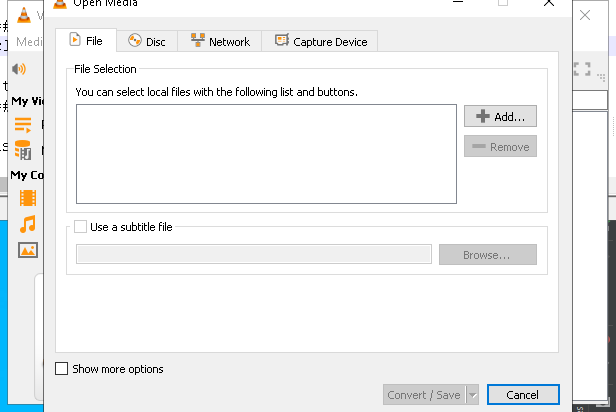 Open Media
File
Disc
Network
Capture Device
File Selection
You can select local files with the following list and buttons.
Add...
Remove
Use a subtitle file
Browse...
Show more options
Convert / Save
Cancel
Medi
My Vi
My Co